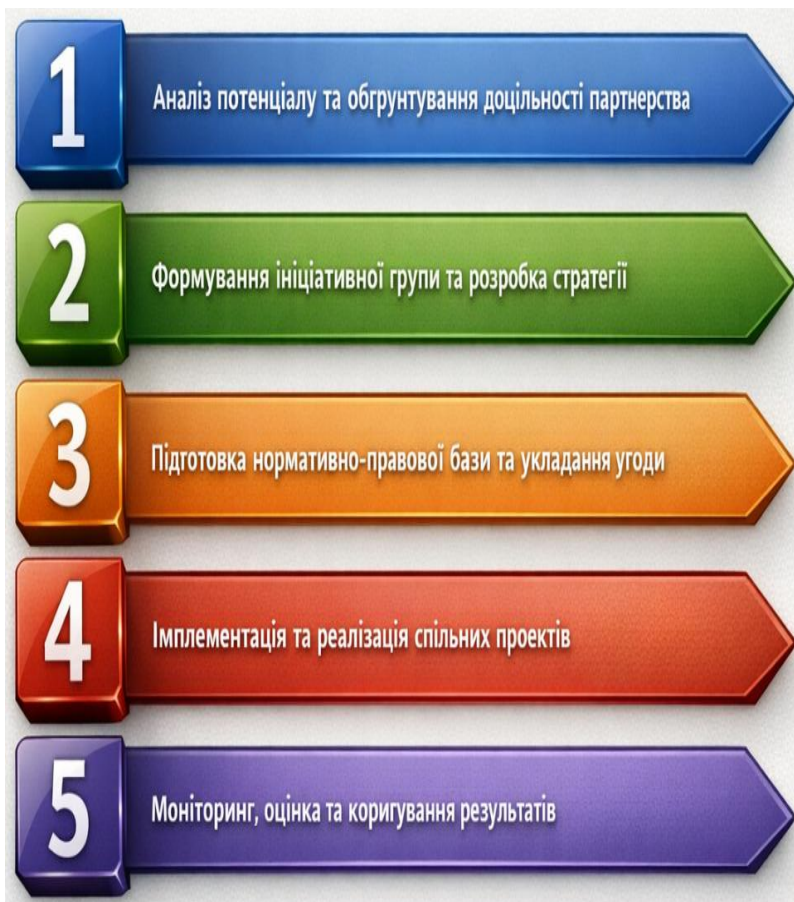 1
Аналіз потенціалу та обгрунтування доцільності партнерства
2
Формування ініціативної групи та розробка стратегії
3
Підготовка нормативно-правової бази та укладання угоди
4
Імплементація та реалізація спільних проектів
5
Моніторинг, оцінка та коригування результатів